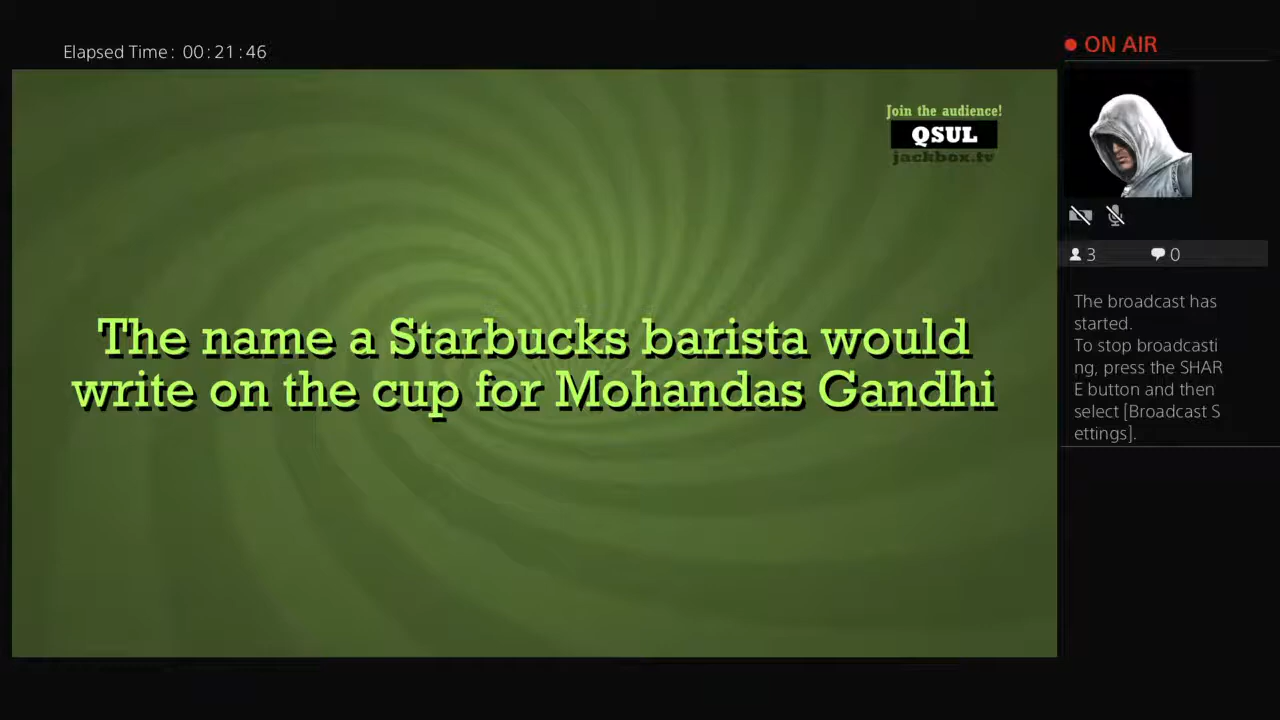 Elapsed Time: 00:21:46
ON AIR
Join the audience!
QSUL
jackbox.tv
3
0
The broadcast has
started.
To stop broadcasti
ng, press the SHAR
E button and then
select [Broadcast S
ettings].
The name a Starbucks barista would
write on the cup for Mohandas Gandhi